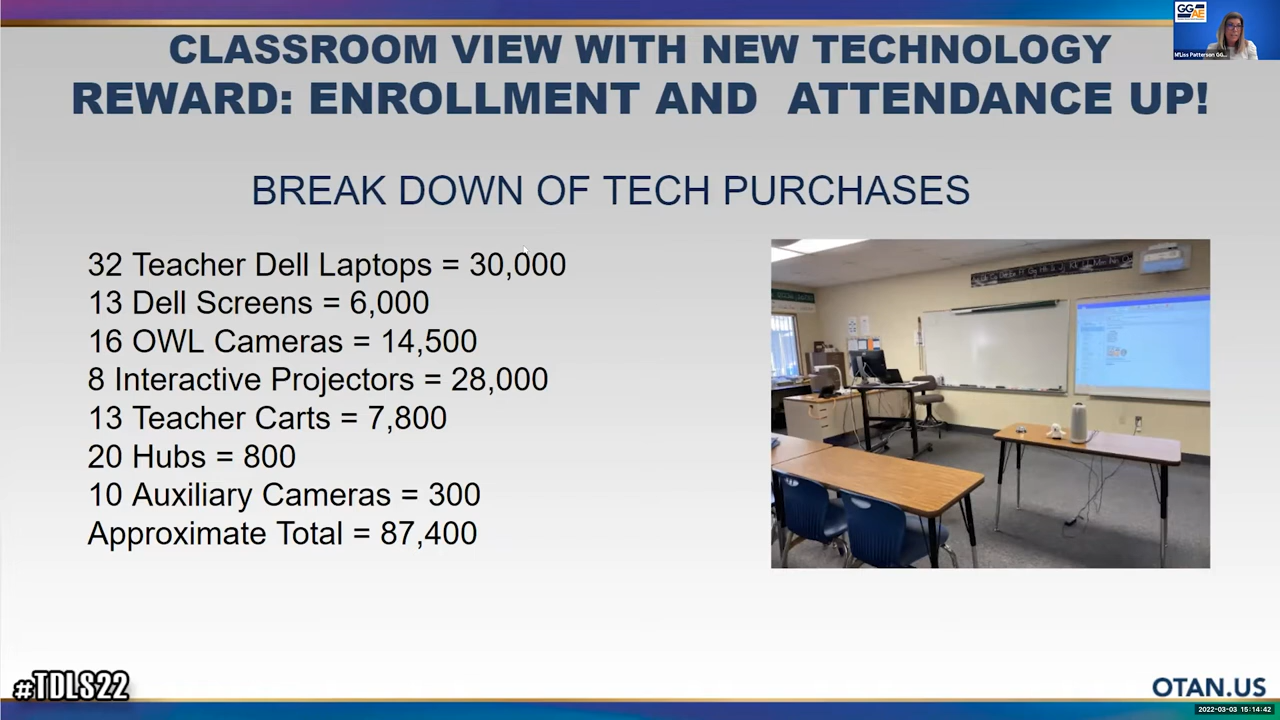 CLASSROOM VIEW WITH NEW TECHNOLOGY
REWARD: ENROLLMENT AND ATTENDANCE UP!
GG
AE
M'Liss Patterson GG...
BREAK DOWN OF TECH PURCHASES
32 Teacher Dell Laptops = 30,000
13 Dell Screens = 6,000
16 OWL Cameras = 14,500
8 Interactive Projectors = 28,000
13 Teacher Carts = 7,800
20 Hubs = 800
10 Auxiliary Cameras = 300
Approximate Total = 87,400
#TDLS22
OTAN.US
2022-03-03 15:14:42